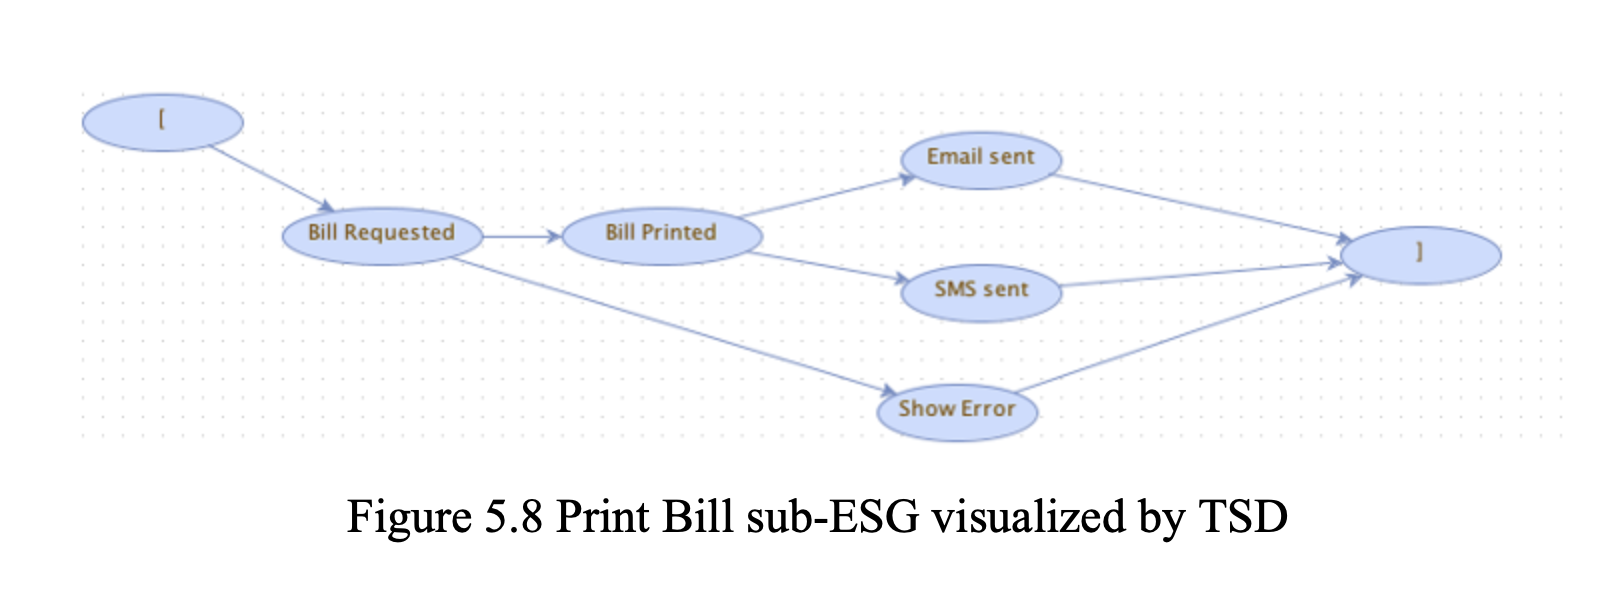 [
Email sent
Bill Requested
Bill Printed
]
SMS sent
Show Error
Figure 5.8 Print Bill sub-ESG visualized by TSD